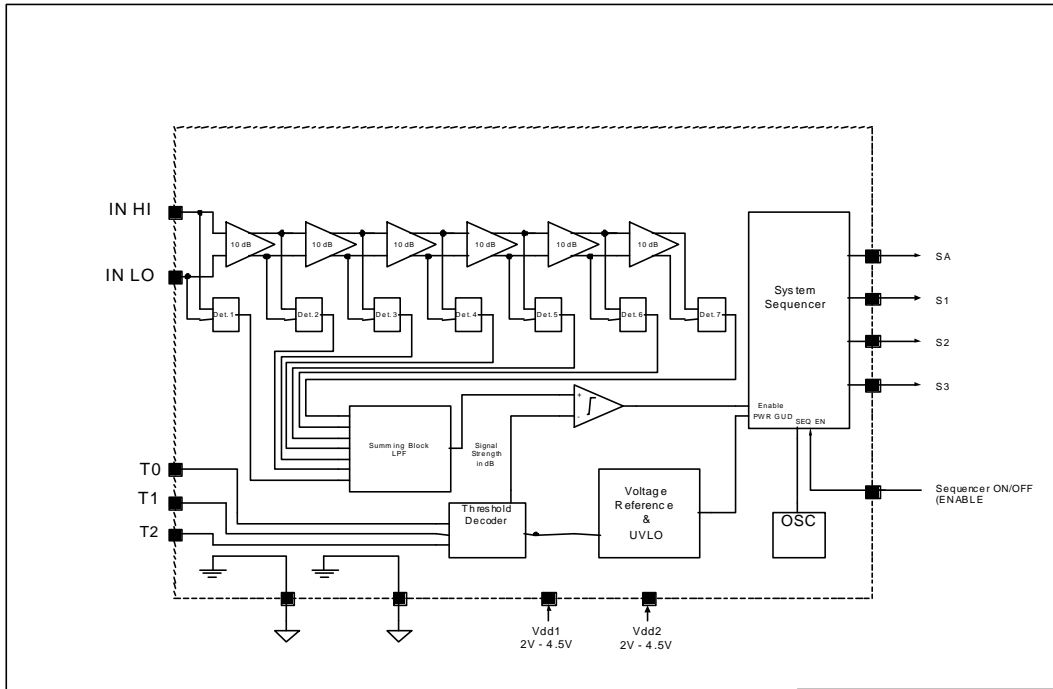 IN HI
IN LO
10 dB
10 dB
10 dB
10 dB
10 dB
10 dB
Det.1
Det.2
Det.3
Det.4
Det.5
Det.6
Det.7
System
Sequencer
SA
S1
S2
S3
+
-
Enable
PWR GUD
SEQ EN
Summing Block
LPF
Signal
Strength
in dB
T0
T1
T2
Threshold
Decoder
Voltage
Reference
&
UVLO
OSC
Sequencer ON/OFF
(ENABLE
Vdd1
2V - 4.5V
Vdd2
2V - 4.5V